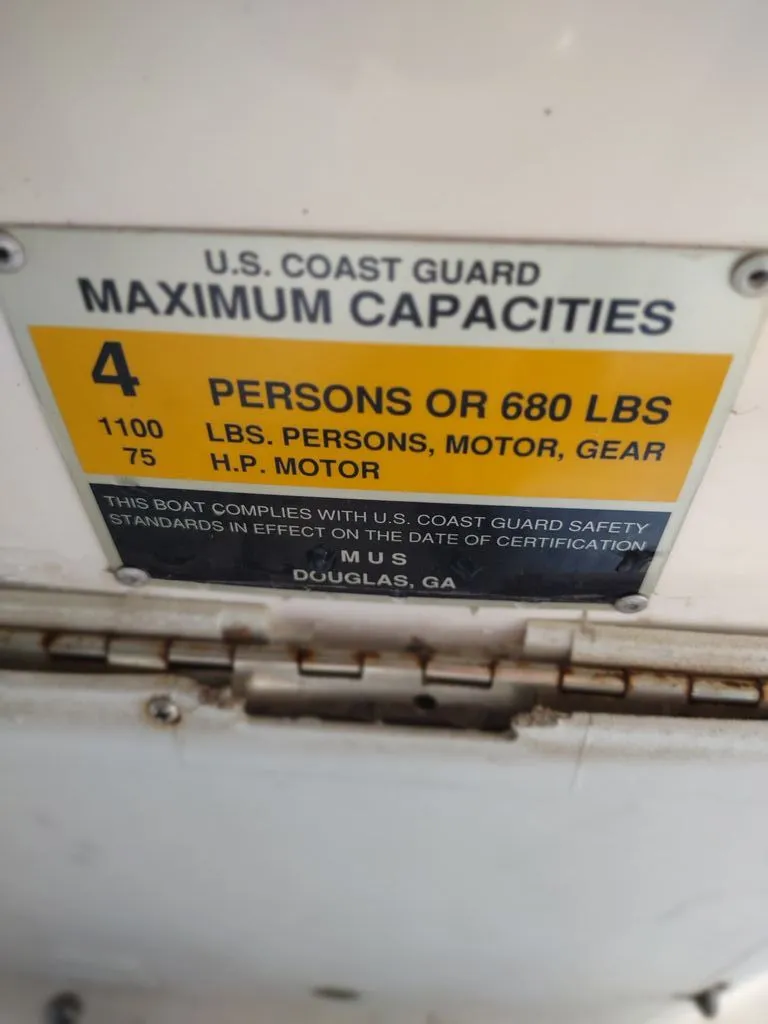 U.S. COAST GUARD
MAXIMUM CAPACITIES
4 PERSONS OR 680 LBS
1100 LBS. PERSONS, MOTOR, GEAR
75 H.P. MOTOR
THIS BOAT COMPLIES WITH U.S. COAST GUARD SAFETY
STANDARDS IN EFFECT ON THE DATE OF CERTIFICATION
M U S
DOUGLAS, GA